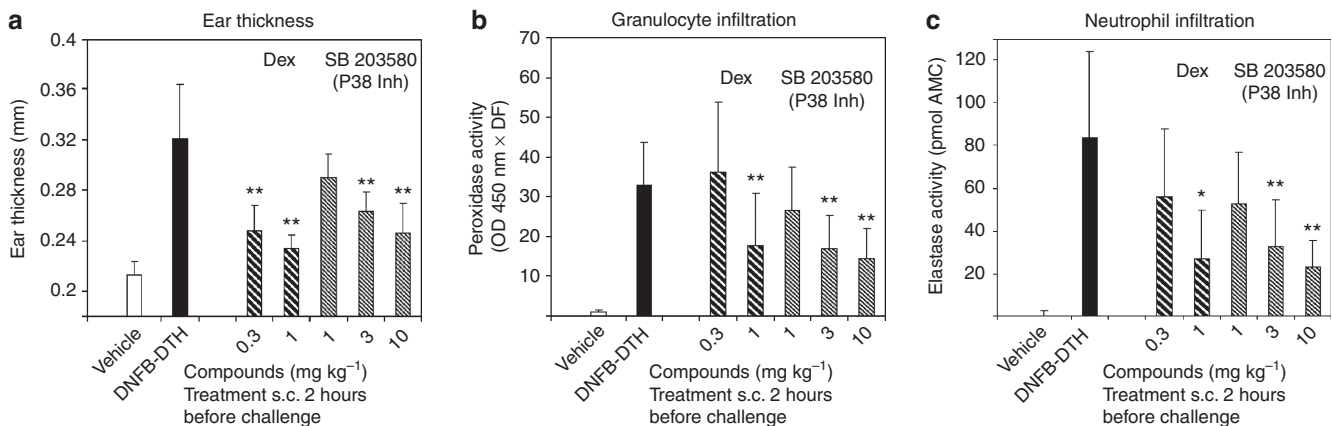 a
Ear thickness
0.4
0.36
0.32
0.28
0.24
0.2
Ear thickness (mm)
Dex
SB 203580
(P38 Inh)
**
**
**
**
Vehicle
DNFB-DTH
0.3
1
1
3
10
Compounds (mg kg⁻¹)
Treatment s.c. 2 hours
before challenge
b
Granulocyte infiltration
70
60
50
40
30
20
10
Peroxidase activity
(OD 450 nm × DF)
Dex
SB 203580
(P38 Inh)
**
**
**
Vehicle
DNFB-DTH
0.3
1
1
3
10
Compounds (mg kg⁻¹)
Treatment s.c. 2 hours
before challenge
c
Neutrophil infiltration
120
100
80
60
40
20
Elastase activity (pmol AMC)
Dex
SB 203580
(P38 Inh)
*
**
**
Vehicle
DNFB-DTH
0.3
1
1
3
10
Compounds (mg kg⁻¹)
Treatment s.c. 2 hours
before challenge